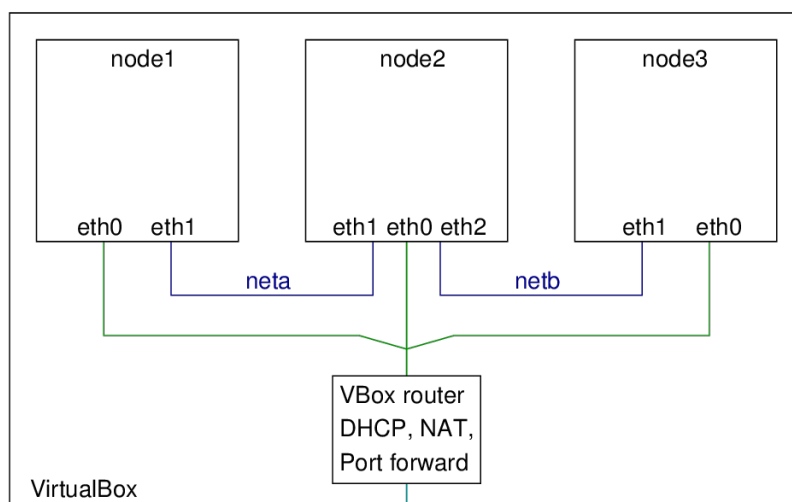 node1 node2 node3
eth0 eth1 eth1 eth0 eth2 eth1 eth0
neta netb
VBox router
DHCP, NAT,
Port forward
VirtualBox